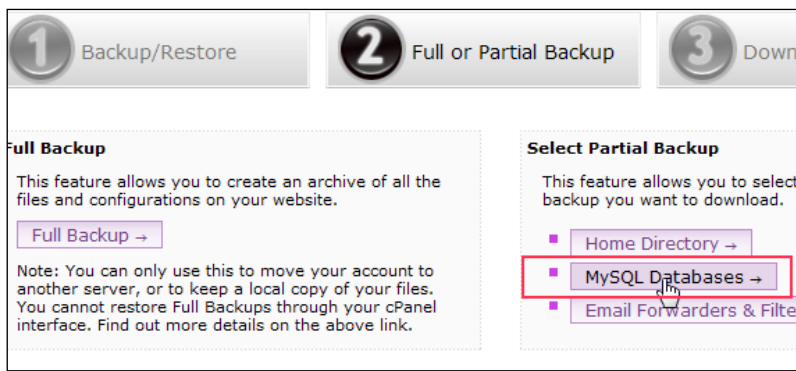 1 Backup/Restore
2 Full or Partial Backup
3 Down
Full Backup
This feature allows you to create an archive of all the
files and configurations on your website.
Full Backup →
Note: You can only use this to move your account to
another server, or to keep a local copy of your files.
You cannot restore Full Backups through your cPanel
interface. Find out more details on the above link.
Select Partial Backup
This feature allows you to select
backup you want to download.
Home Directory →
MySQL Databases →
Email Forwarders & Filte